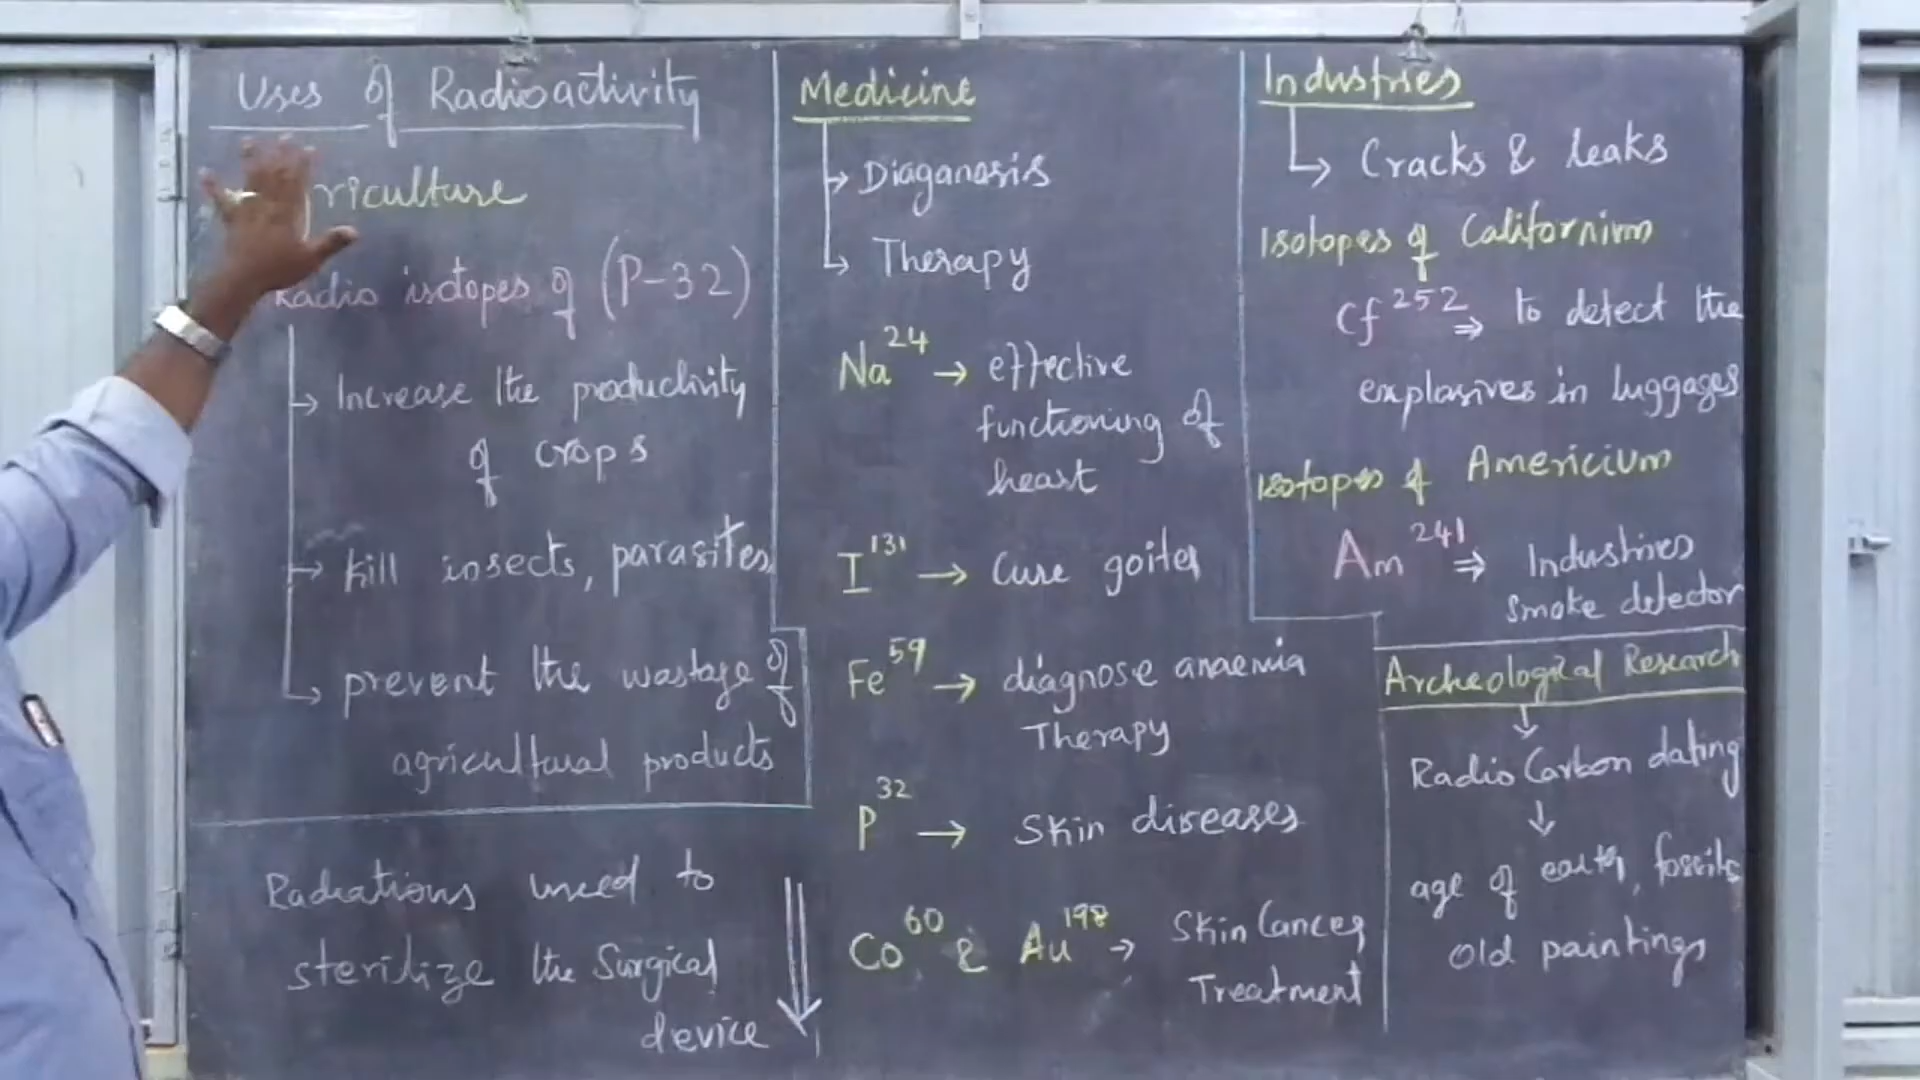 Uses of Radioactivity
riculture
Radio isotopes of (P-32)
Increase the productivity
of crops
kill insects, parasites
prevent the wastage of
agricultural products
Radiations used to
sterilize the Surgical
device
Medicine
Diaganosis
Therapy
Na²⁴ → effective
functioning of
heart
I¹³¹ → Cure goiter
Fe⁵⁹ → diagnose anaemia
Therapy
P³² → Skin diseases
Co⁶⁰ & Au¹⁹⁸ → Skin Cancer
Treatment
Industries
Cracks & leaks
Isotopes of Californium
Cf²⁵² ⇒ to detect the
explosives in luggages
Isotopes of Americium
Am²⁴¹ ⇒ Industries
Smoke detector
Archeological Research
Radio Carbon dating
age of earth, fossils
old paintings